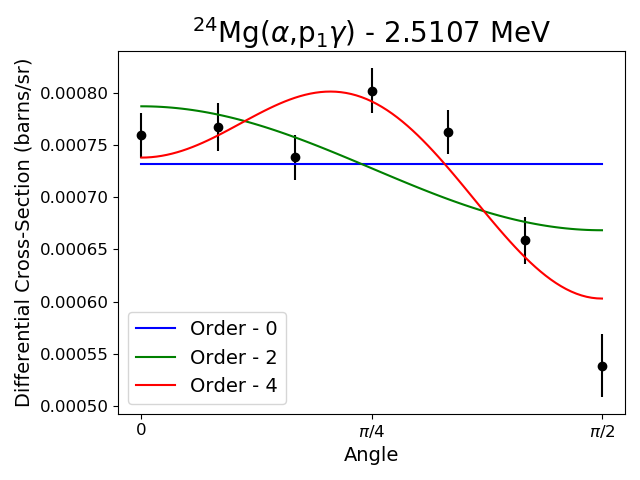 ²⁴Mg(α,p₁γ) - 2.5107 MeV
Differential Cross-Section (barns/sr)
0.00080
0.00075
0.00070
0.00065
0.00060
0.00055
0.00050
Order - 0
Order - 2
Order - 4
0
π/4
π/2
Angle